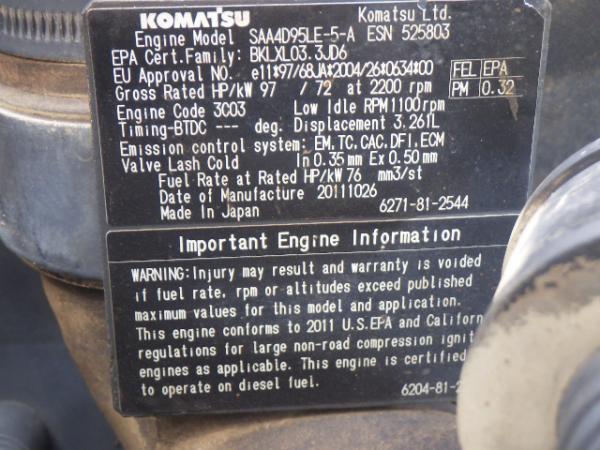 KOMATSU Komatsu Ltd.
Engine Model SAA4D95LE-5-A ESN 525803
EPA Cert.Family: BKLXL03.3JD6
EU Approval NO. e11*97/68JA*2004/26*0634*00 FEL EPA
Gross Rated HP/kW 97 / 72 at 2200 rpm PM 0.32
Engine Code 3C03 Low Idle RPM 1100rpm
Timing-BTDC --- deg. Displacement 3.261L
Emission control system: EM,TC,CAC,DFI,ECM
Valve Lash Cold In 0.35mm Ex 0.50mm
Fuel Rate at Rated HP/kW 76 mm3/st
Date of Manufacture 20111026
Made In Japan 6271-81-2544
Important Engine Information
WARNING: Injury may result and warranty is voided
if fuel rate, rpm or altitudes exceed published
maximum values for this model and application.
This engine conforms to 2011 U.S.EPA and Californ
regulations for large non-road compression ignit
engines as applicable. This engine is certified
to operate on diesel fuel. 6204-81-2